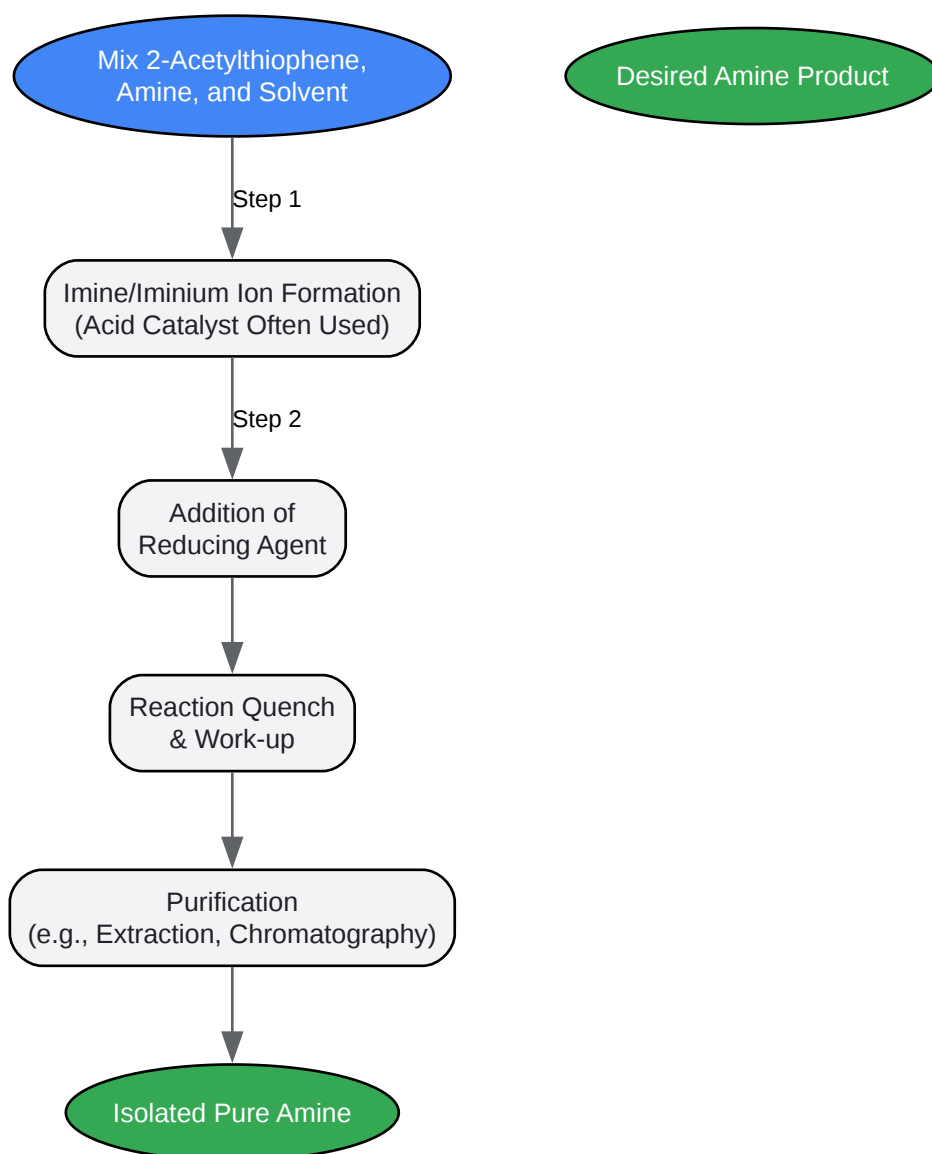 Mix 2-Acetylthiophene,
Amine, and Solvent
Desired Amine Product
Step 1
Imine/Iminium Ion Formation
(Acid Catalyst Often Used)
Step 2
Addition of
Reducing Agent
Reaction Quench
& Work-up
Purification
(e.g., Extraction, Chromatography)
Isolated Pure Amine